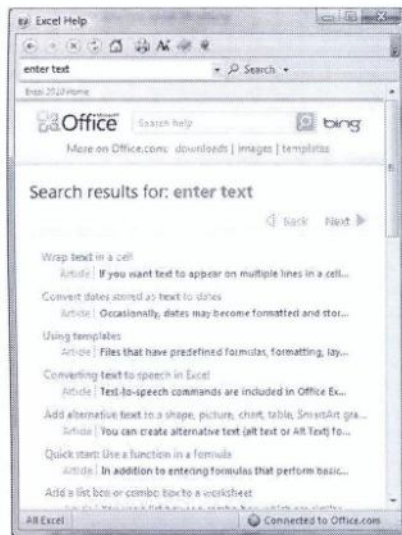 Excel Help
enter text
Search
Excel 2010 Home
Microsoft
Office
Search help
bing
More on Office.com: downloads | images | templates
Search results for: enter text
Back Next
Wrap text in a cell
Article | If you want text to appear on multiple lines in a cell...
Convert dates stored as text to dates
Article | Occasionally, dates may become formatted and stor...
Using templates
Article | Files that have predefined formulas, formatting, lay...
Converting text to speech in Excel
Article | Text-to-speech commands are included in Office Ex...
Add alternative text to a shape, picture, chart, table, SmartArt gra...
Article | You can create alternative text (alt text or Alt Text) fo...
Quick start: Use a function in a formula
Article | In addition to entering formulas that perform basic...
Add a list box or combo box to a worksheet
All Excel
Connected to Office.com